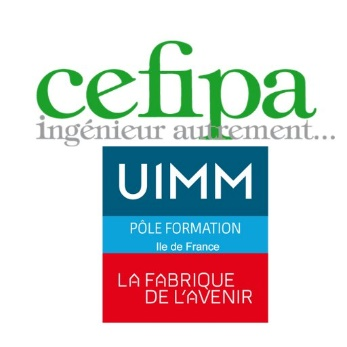 cefipa
ingénieur autrement...
UIMM
PÔLE FORMATION
Ile de France
LA FABRIQUE
DE L'AVENIR